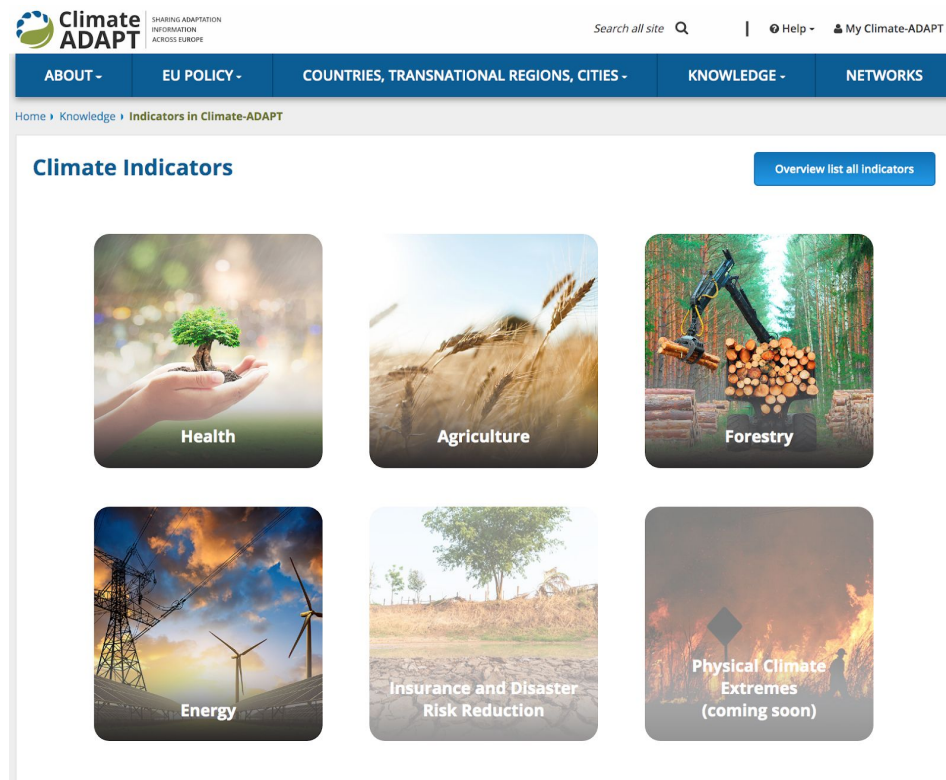 Climate
ADAPT
SHARING ADAPTATION
INFORMATION
ACROSS EUROPE
Search all site
Help
My Climate-ADAPT
ABOUT
EU POLICY
COUNTRIES, TRANSNATIONAL REGIONS, CITIES
KNOWLEDGE
NETWORKS
Home
Knowledge
Indicators in Climate-ADAPT
Climate Indicators
Overview list all indicators
Health
Agriculture
Forestry
Energy
Insurance and Disaster
Risk Reduction
Physical Climate
Extremes
(coming soon)